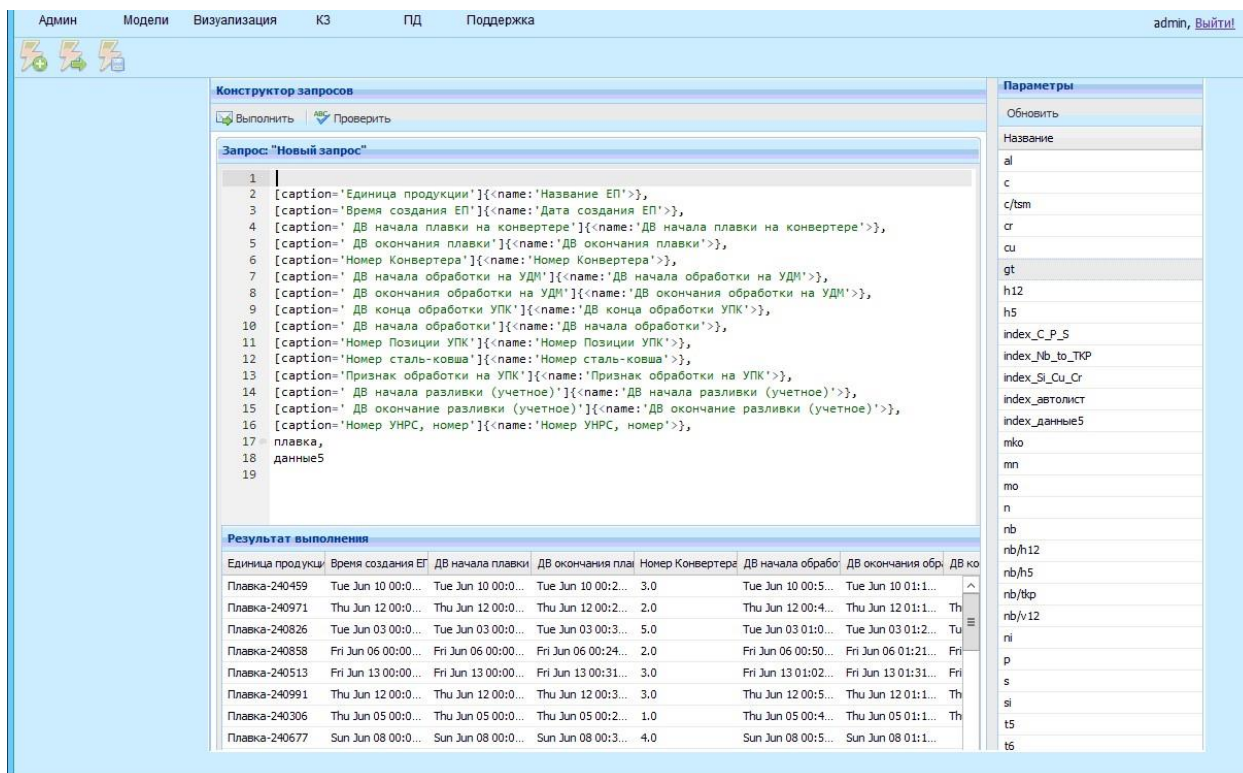 Админ Модели Визуализация КЗ ПД Поддержка admin, Выйти!
Конструктор запросов
Выполнить ABC Проверить
Запрос: "Новый запрос"
1
2 [caption='Единица продукции']{<name:'Название ЕП'>},
3 [caption='Время создания ЕП']{<name:'Дата создания ЕП'>},
4 [caption=' ДВ начала плавки на конвертере']{<name:'ДВ начала плавки на конвертере'>},
5 [caption=' ДВ окончания плавки']{<name:'ДВ окончания плавки'>},
6 [caption='Номер Конвертера']{<name:'Номер Конвертера'>},
7 [caption=' ДВ начала обработки на УДМ']{<name:'ДВ начала обработки на УДМ'>},
8 [caption=' ДВ окончания обработки на УДМ']{<name:'ДВ окончания обработки на УДМ'>},
9 [caption=' ДВ конца обработки УПК']{<name:'ДВ конца обработки УПК'>},
10 [caption=' ДВ начала обработки']{<name:'ДВ начала обработки'>},
11 [caption='Номер Позиции УПК']{<name:'Номер Позиции УПК'>},
12 [caption='Номер сталь-ковша']{<name:'Номер сталь-ковша'>},
13 [caption='Признак обработки на УПК']{<name:'Признак обработки на УПК'>},
14 [caption=' ДВ начала разливки (учетное)']{<name:'ДВ начала разливки (учетное)'>},
15 [caption=' ДВ окончание разливки (учетное)']{<name:'ДВ окончание разливки (учетное)'>},
16 [caption='Номер УНРС, номер']{<name:'Номер УНРС, номер'>},
17 плавка,
18 данные5
19
Результат выполнения
Единица продукци Время создания ЕП ДВ начала плавки ДВ окончания пла Номер Конвертера ДВ начала обрабо ДВ окончания обр ДВ ко
Плавка-240459 Tue Jun 10 00:0... Tue Jun 10 00:0... Tue Jun 10 00:2... 3.0 Tue Jun 10 00:5... Tue Jun 10 01:1...
Плавка-240971 Thu Jun 12 00:0... Thu Jun 12 00:0... Thu Jun 12 00:2... 2.0 Thu Jun 12 00:4... Thu Jun 12 01:1... Th
Плавка-240826 Tue Jun 03 00:0... Tue Jun 03 00:0... Tue Jun 03 00:3... 5.0 Tue Jun 03 01:0... Tue Jun 03 01:2... Tu
Плавка-240858 Fri Jun 06 00:00... Fri Jun 06 00:00... Fri Jun 06 00:24... 2.0 Fri Jun 06 00:50... Fri Jun 06 01:21... Fri
Плавка-240513 Fri Jun 13 00:00... Fri Jun 13 00:00... Fri Jun 13 00:31... 3.0 Fri Jun 13 01:02... Fri Jun 13 01:31... Fri
Плавка-240991 Thu Jun 12 00:0... Thu Jun 12 00:0... Thu Jun 12 00:3... 3.0 Thu Jun 12 00:5... Thu Jun 12 01:1... Th
Плавка-240306 Thu Jun 05 00:0... Thu Jun 05 00:0... Thu Jun 05 00:2... 1.0 Thu Jun 05 00:4... Thu Jun 05 01:1... Th
Плавка-240677 Sun Jun 08 00:0... Sun Jun 08 00:0... Sun Jun 08 00:3... 4.0 Sun Jun 08 00:5... Sun Jun 08 01:1...
Параметры
Обновить
Название
al
c
c/tsm
cr
cu
gt
h12
h5
index_C_P_S
index_Nb_to_TKP
index_Si_Cu_Cr
index_автолист
index_данные5
mko
mn
mo
n
nb
nb/h12
nb/h5
nb/tkp
nb/v12
ni
p
s
si
t5
t6